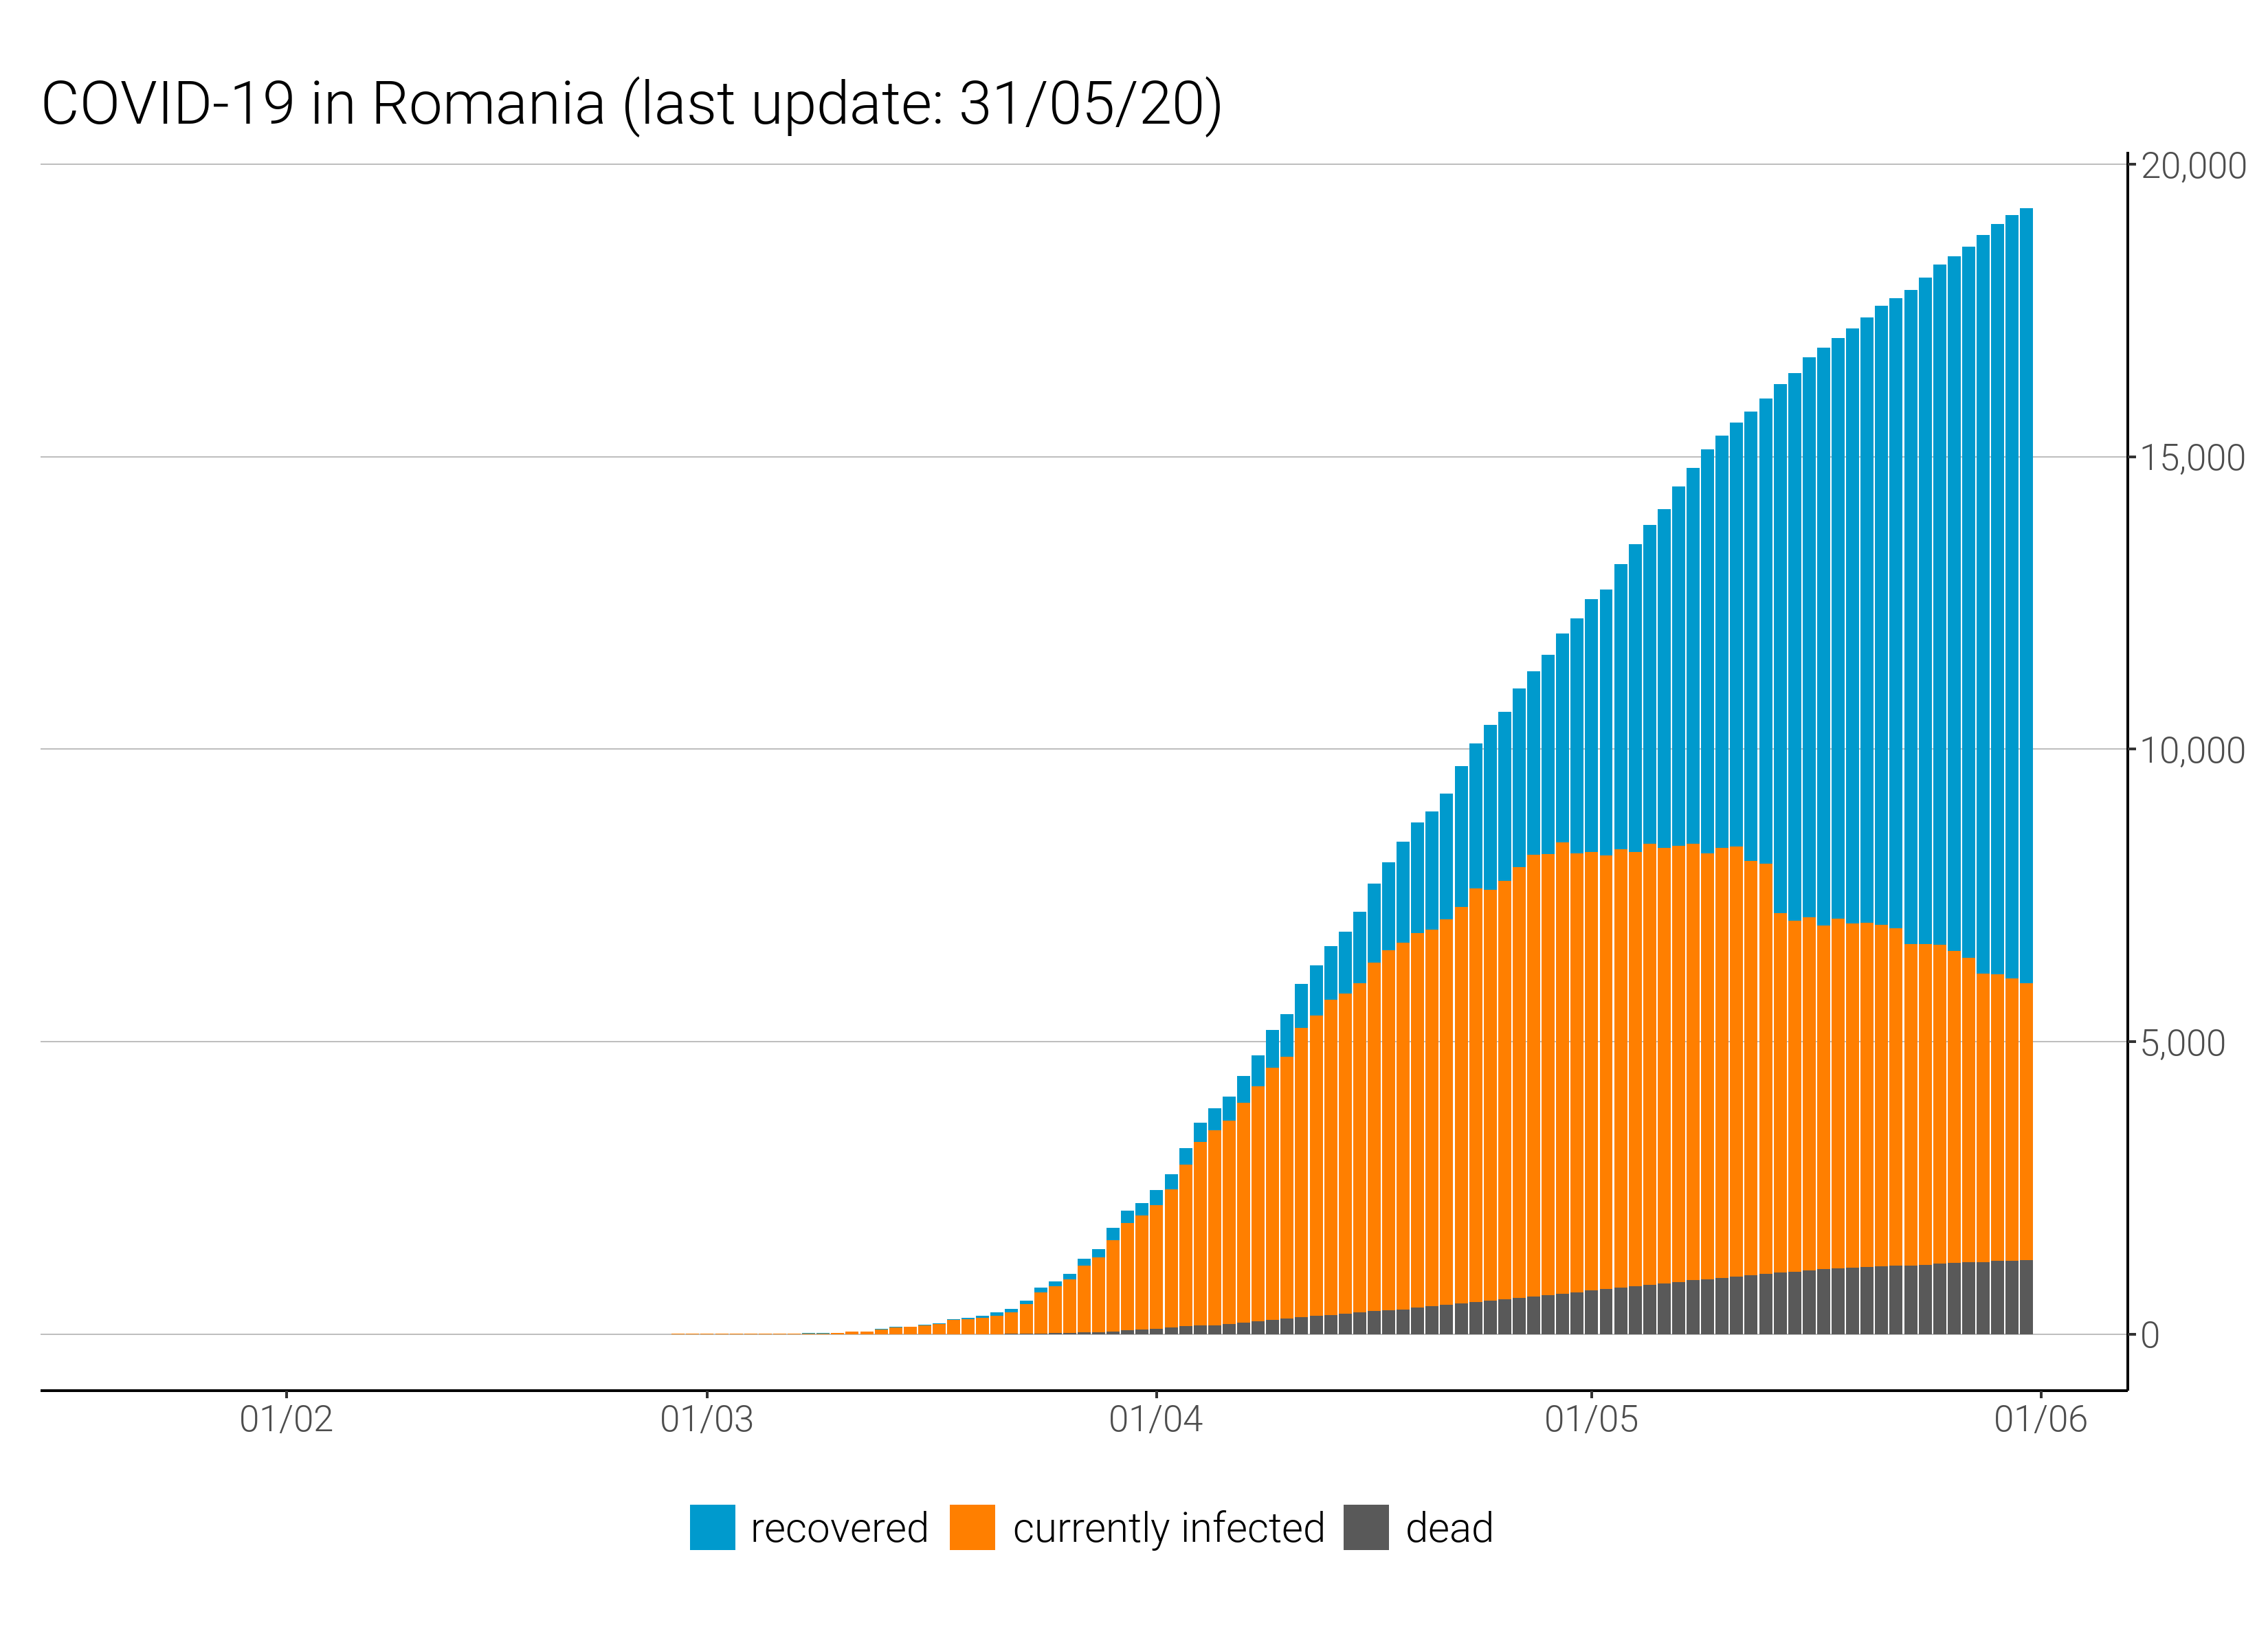 COVID-19 in Romania (last update: 31/05/20)
20,000
15,000
10,000
5,000
0
01/02 01/03 01/04 01/05 01/06
recovered currently infected dead